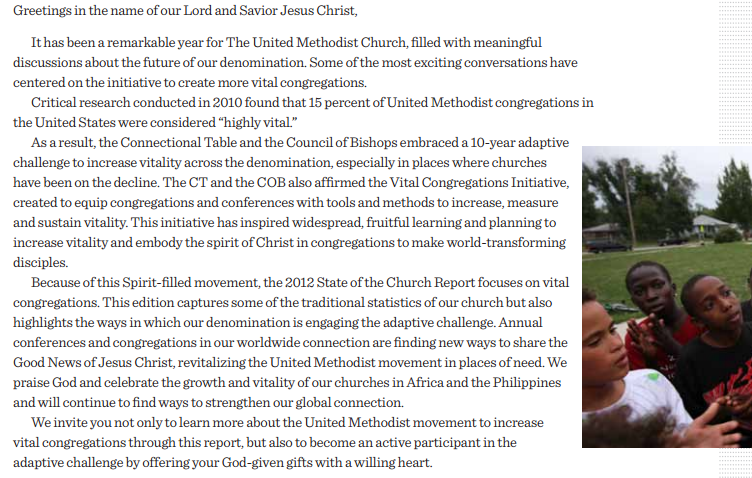 Greetings in the name of our Lord and Savior Jesus Christ,
It has been a remarkable year for The United Methodist Church, filled with meaningful
discussions about the future of our denomination. Some of the most exciting conversations have
centered on the initiative to create more vital congregations.
Critical research conducted in 2010 found that 15 percent of United Methodist congregations in
the United States were considered “highly vital.”
As a result, the Connectional Table and the Council of Bishops embraced a 10-year adaptive
challenge to increase vitality across the denomination, especially in places where churches
have been on the decline. The CT and the COB also affirmed the Vital Congregations Initiative,
created to equip congregations and conferences with tools and methods to increase, measure
and sustain vitality. This initiative has inspired widespread, fruitful learning and planning to
increase vitality and embody the spirit of Christ in congregations to make world-transforming
disciples.
Because of this Spirit-filled movement, the 2012 State of the Church Report focuses on vital
congregations. This edition captures some of the traditional statistics of our church but also
highlights the ways in which our denomination is engaging the adaptive challenge. Annual
conferences and congregations in our worldwide connection are finding new ways to share the
Good News of Jesus Christ, revitalizing the United Methodist movement in places of need. We
praise God and celebrate the growth and vitality of our churches in Africa and the Philippines
and will continue to find ways to strengthen our global connection.
We invite you not only to learn more about the United Methodist movement to increase
vital congregations through this report, but also to become an active participant in the
adaptive challenge by offering your God-given gifts with a willing heart.